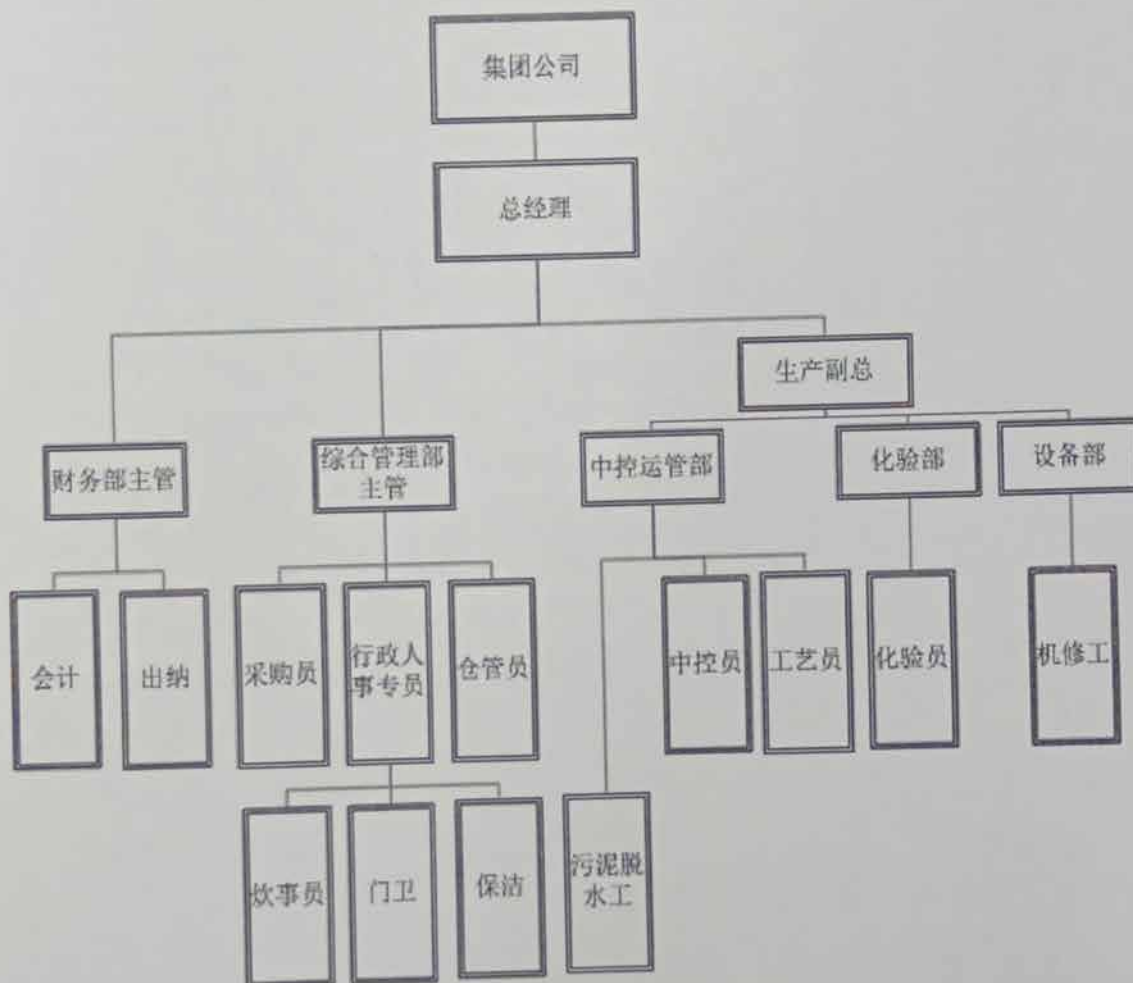 集团公司
总经理
生产副总
财务部主管
综合管理部
主管
中控运管部
化验部
设备部
会计
出纳
采购员
行政人
事专员
仓管员
中控员
工艺员
化验员
机修工
炊事员
门卫
保洁
污泥脱
水工